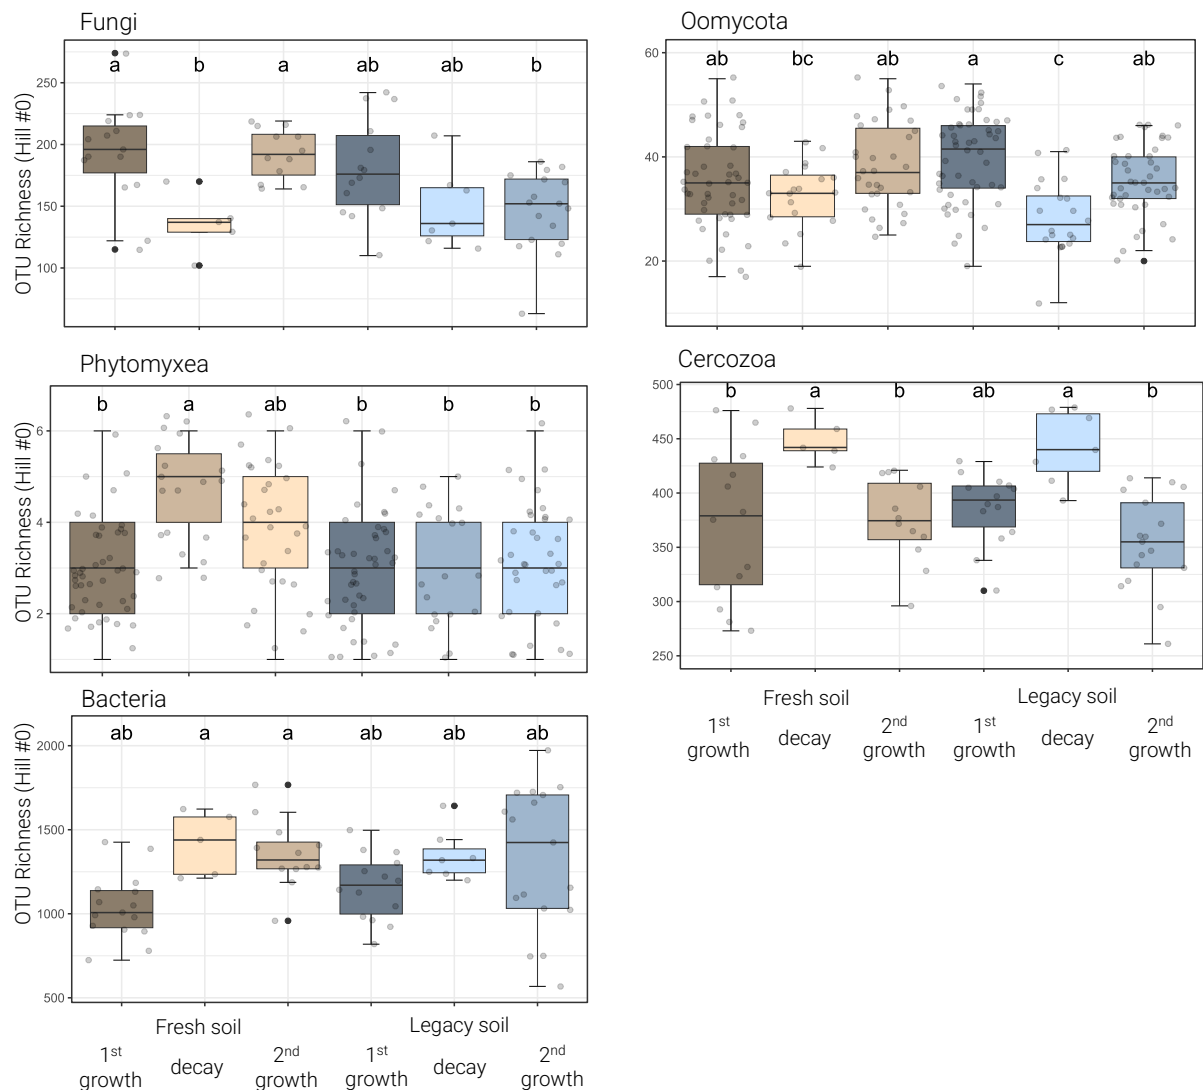 Fungi
OTU Richness (Hill #0)
250
200
150
100
a b a ab ab b
Oomycota
60
40
20
ab bc ab a c ab
Phytomyxea
OTU Richness (Hill #0)
6
4
2
b a ab b b b
Cercozoa
500
450
400
350
300
250
b a b ab a b
Fresh soil Legacy soil
1st growth decay 2nd growth 1st growth decay 2nd growth
Bacteria
OTU Richness (Hill #0)
2000
1500
1000
500
ab a a ab ab ab
Fresh soil Legacy soil
1st growth decay 2nd growth 1st growth decay 2nd growth